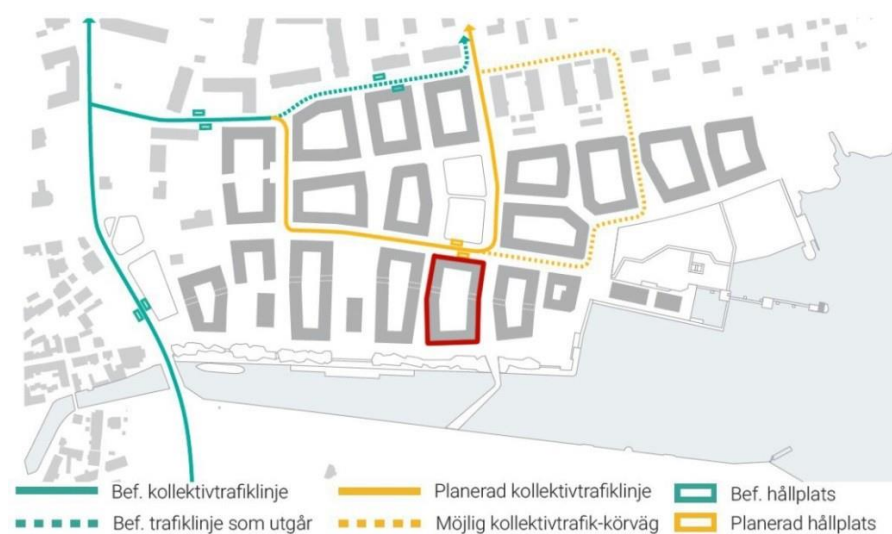 Bef. kollektivtrafiklinje
Planerad kollektivtrafiklinje
Bef. hållplats
Bef. trafiklinje som utgår
Möjlig kollektivtrafik-körväg
Planerad hållplats